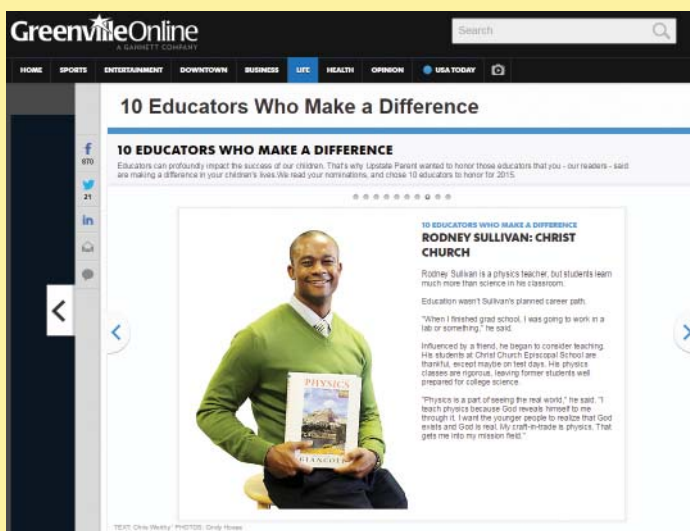 GreenvilleOnline
A GANNETT COMPANY
Search
HOME SPORTS ENTERTAINMENT DOWNTOWN BUSINESS LIFE HEALTH OPINION USA TODAY
10 Educators Who Make a Difference
f
870
21
in
10 EDUCATORS WHO MAKE A DIFFERENCE
Educators can profoundly impact the success of our children. That's why Upstate Parent wanted to honor those educators that you - our readers - said
are making a difference in your children's lives.We read your nominations, and chose 10 educators to honor for 2015.
10 EDUCATORS WHO MAKE A DIFFERENCE
RODNEY SULLIVAN: CHRIST
CHURCH
Rodney Sullivan is a physics teacher, but students learn
much more than science in his classroom.
Education wasn't Sullivan's planned career path.
"When I finished grad school, I was going to work in a
lab or something," he said.
Influenced by a friend, he began to consider teaching.
His students at Christ Church Episcopal School are
thankful, except maybe on test days. His physics
classes are rigorous, leaving former students well
prepared for college science.
"Physics is a part of seeing the real world," he said. "I
teach physics because God reveals himself to me
through it. I want the younger people to realize that God
exists and God is real. My craft-in-trade is physics. That
gets me into my mission field."
PHYSICS
GIANCOLI
TEXT: Chris Worthy/ PHOTOS: Cindy Hosea